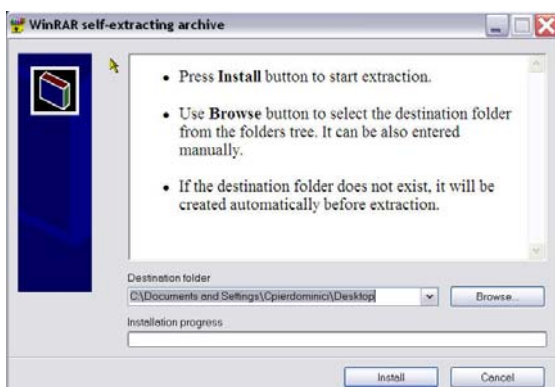 WinRAR self-extracting archive
• Press Install button to start extraction.
• Use Browse button to select the destination folder
from the folders tree. It can be also entered
manually.
• If the destination folder does not exist, it will be
created automatically before extraction.
Destination folder
C:\Documents and Settings\Cpierdominici\Desktop
Browse...
Installation progress
Install
Cancel